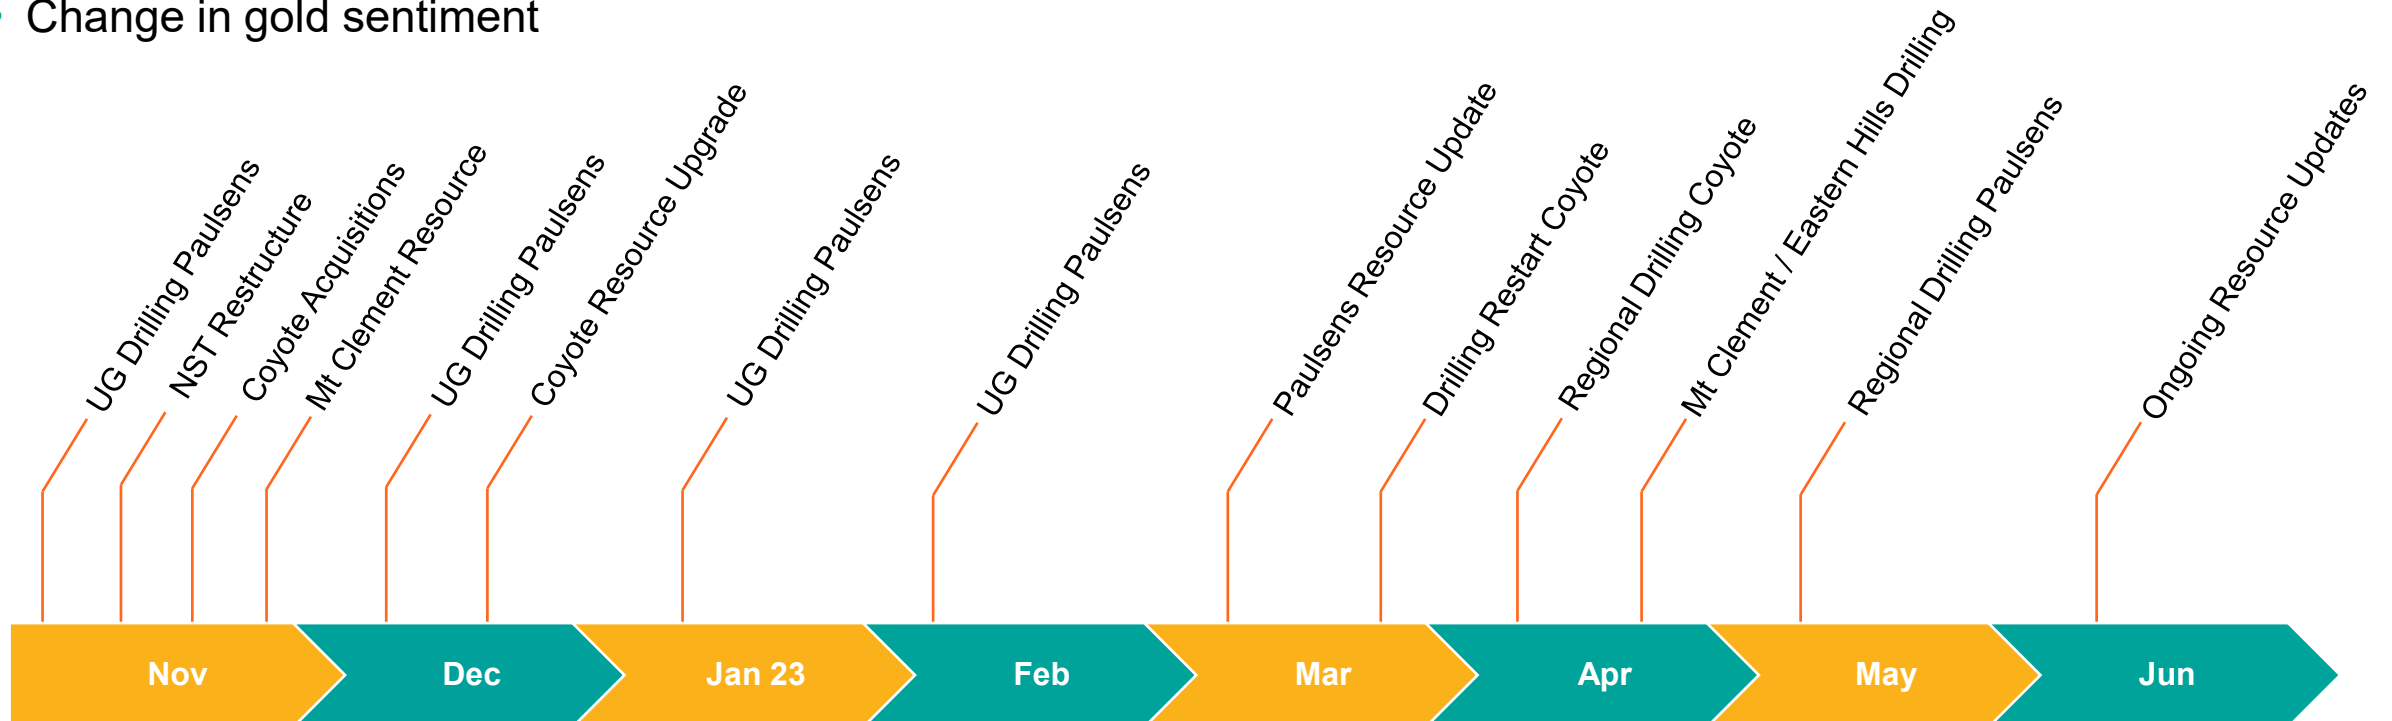 Change in gold sentiment
UG Drilling Paulsens
NST Restructure
Coyote Acquisitions
Mt Clement Resource
UG Drilling Paulsens
Coyote Resource Upgrade
UG Drilling Paulsens
UG Drilling Paulsens
Paulsens Resource Update
Drilling Restart Coyote
Regional Drilling Coyote
Mt Clement / Eastern Hills Drilling
Regional Drilling Paulsens
Ongoing Resource Updates
Nov
Dec
Jan 23
Feb
Mar
Apr
May
Jun